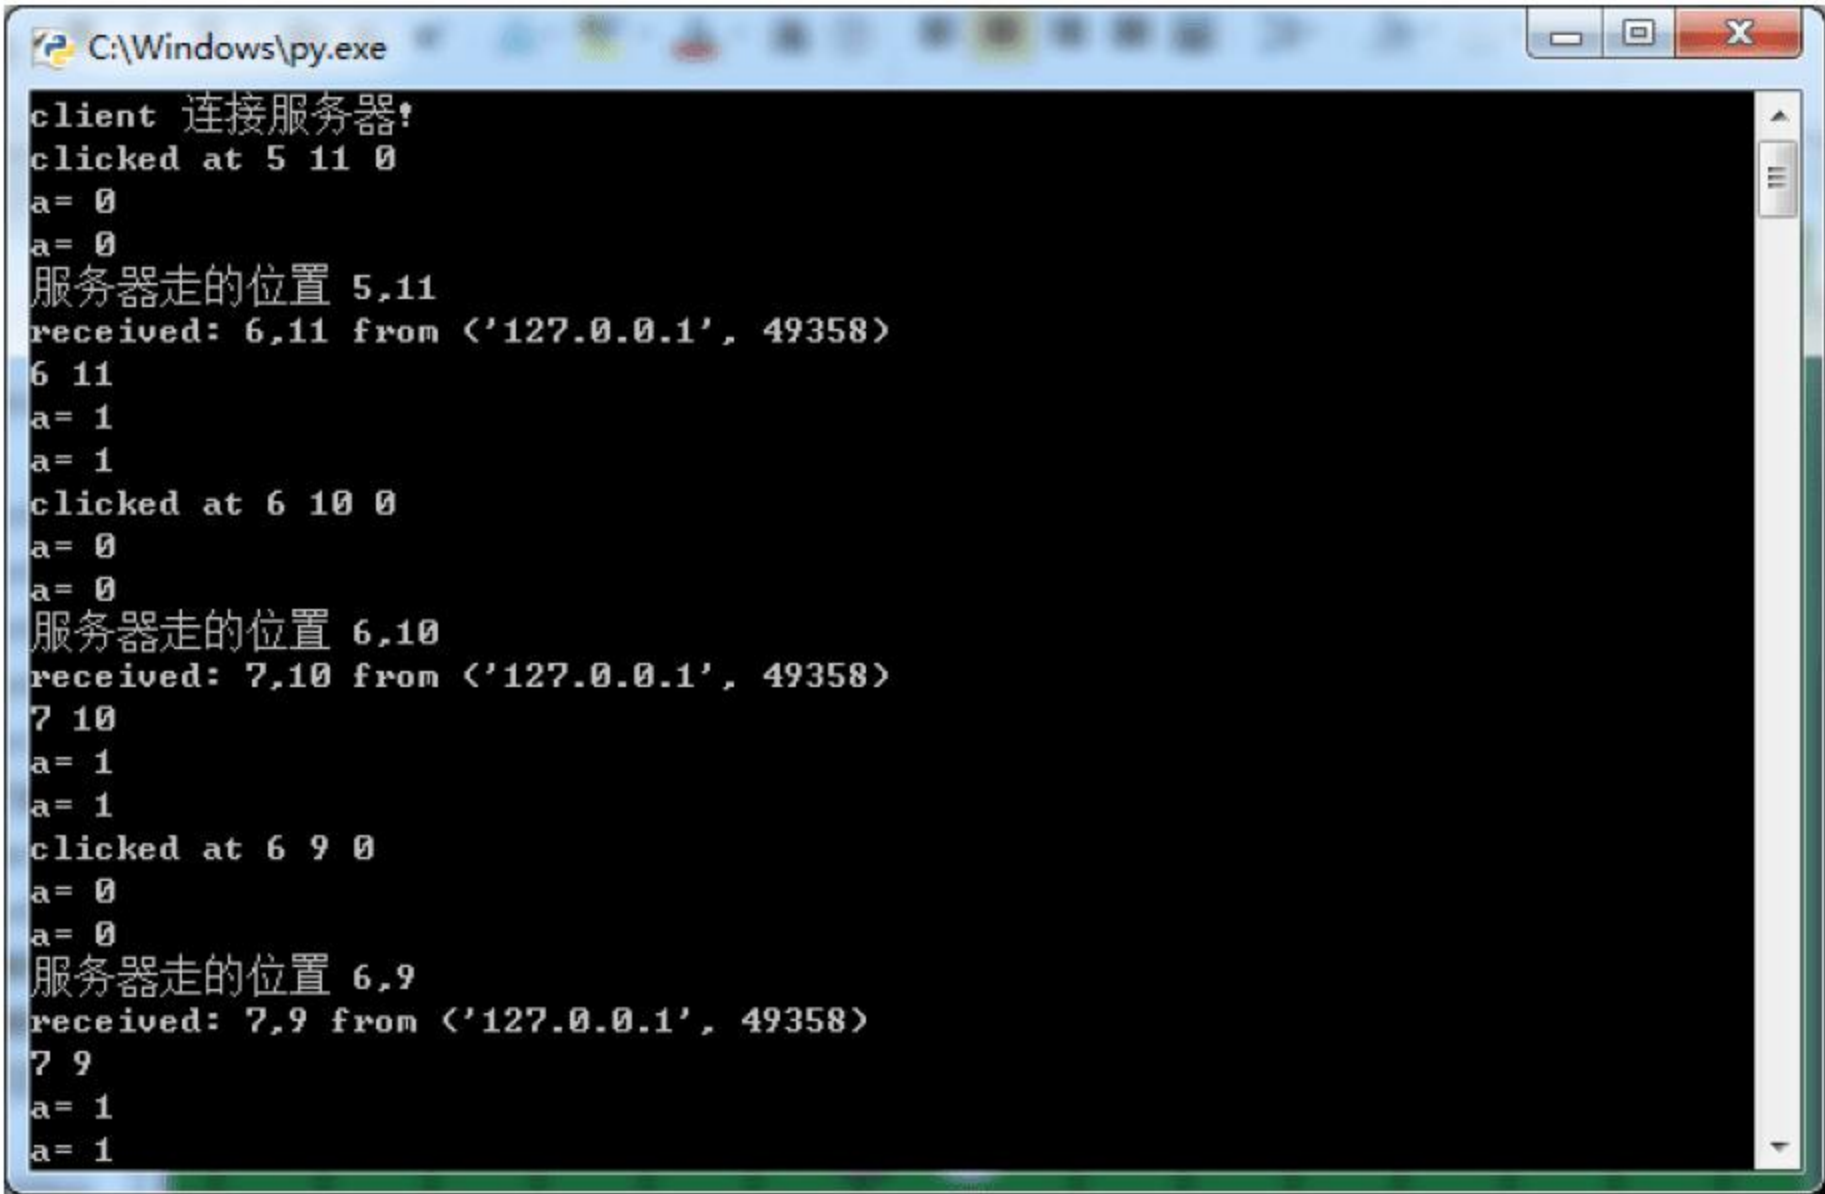 C:\Windows\py.exe
client 连接服务器!
clicked at 5 11 0
a= 0
a= 0
服务器走的位置 5,11
received: 6,11 from ('127.0.0.1', 49358)
6 11
a= 1
a= 1
clicked at 6 10 0
a= 0
a= 0
服务器走的位置 6,10
received: 7,10 from ('127.0.0.1', 49358)
7 10
a= 1
a= 1
clicked at 6 9 0
a= 0
a= 0
服务器走的位置 6,9
received: 7,9 from ('127.0.0.1', 49358)
7 9
a= 1
a= 1